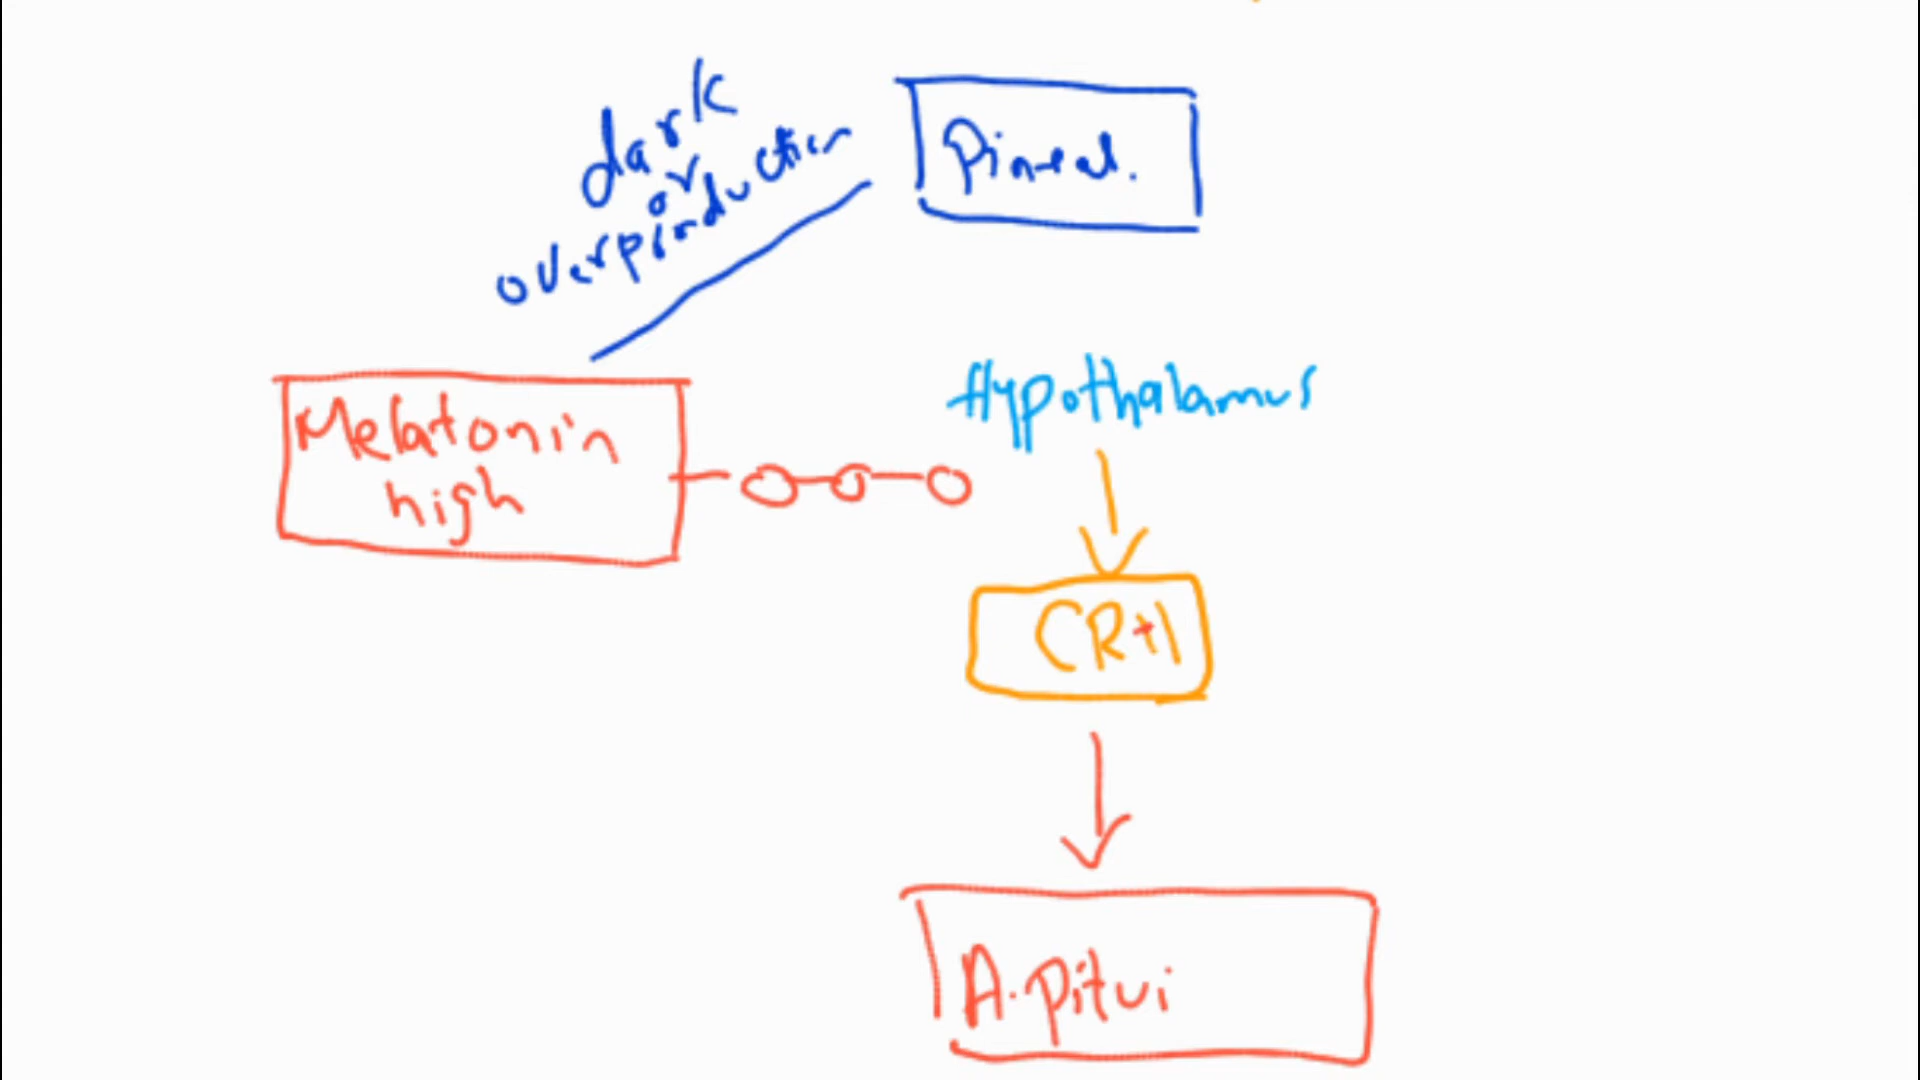 dark
or
overproduction
Pineal.
Melatonin
high
Hypothalamus
CRH
A. pitui